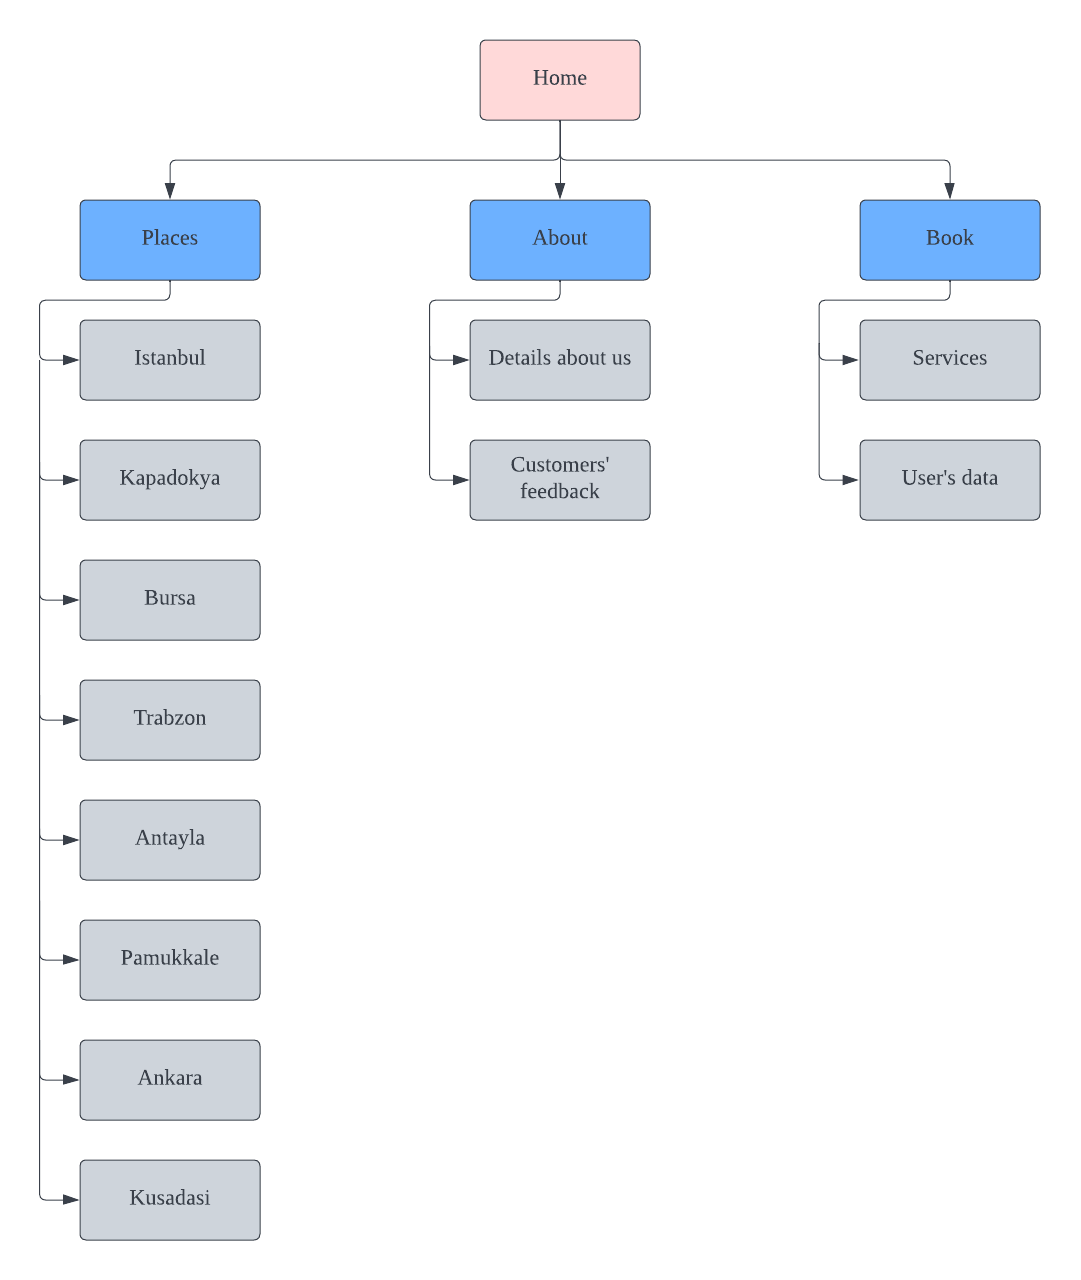 Home
Places
About
Book
Istanbul
Details about us
Services
Kapadokya
Customers'
feedback
User's data
Bursa
Trabzon
Antayla
Pamukkale
Ankara
Kusadasi